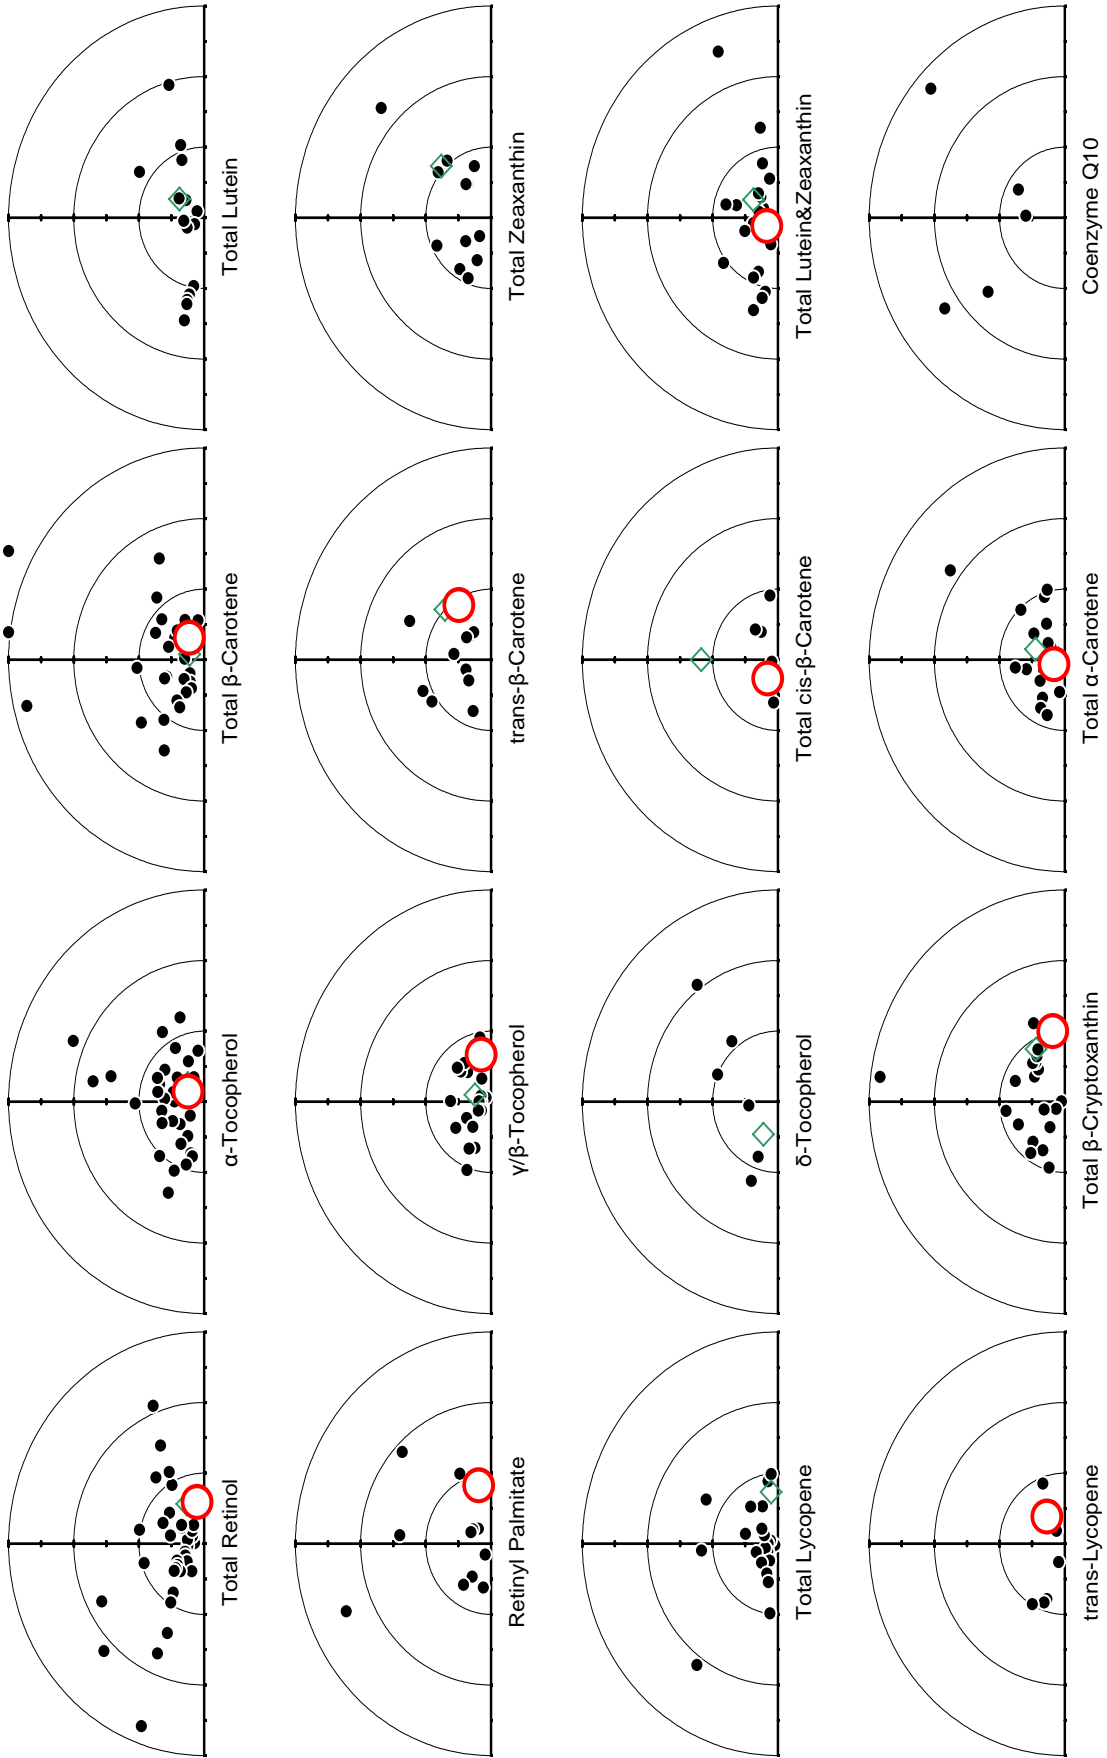 Total Retinol
α-Tocopherol
Total β-Carotene
Total Lutein
Retinyl Palmitate
γ/β-Tocopherol
trans-β-Carotene
Total Zeaxanthin
Total Lycopene
δ-Tocopherol
Total cis-β-Carotene
Total Lutein&Zeaxanthin
trans-Lycopene
Total β-Cryptoxanthin
Total α-Carotene
Coenzyme Q10